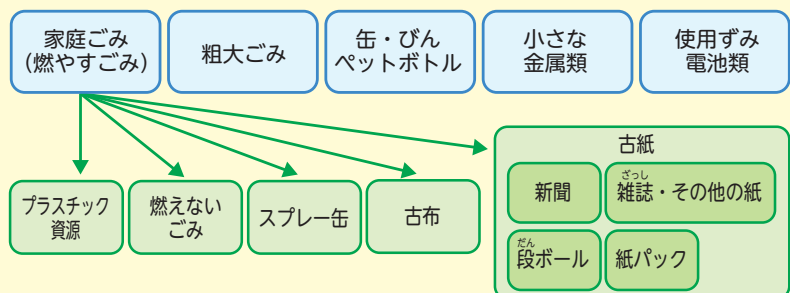 家庭ごみ
(燃やすごみ)
粗大ごみ
缶・びん
ペットボトル
小さな
金属類
使用ずみ
電池類
プラスチック
資源
燃えない
ごみ
スプレー缶
古布
古紙
新聞
ざっし
雑誌・その他の紙
だん
段ボール
紙パック